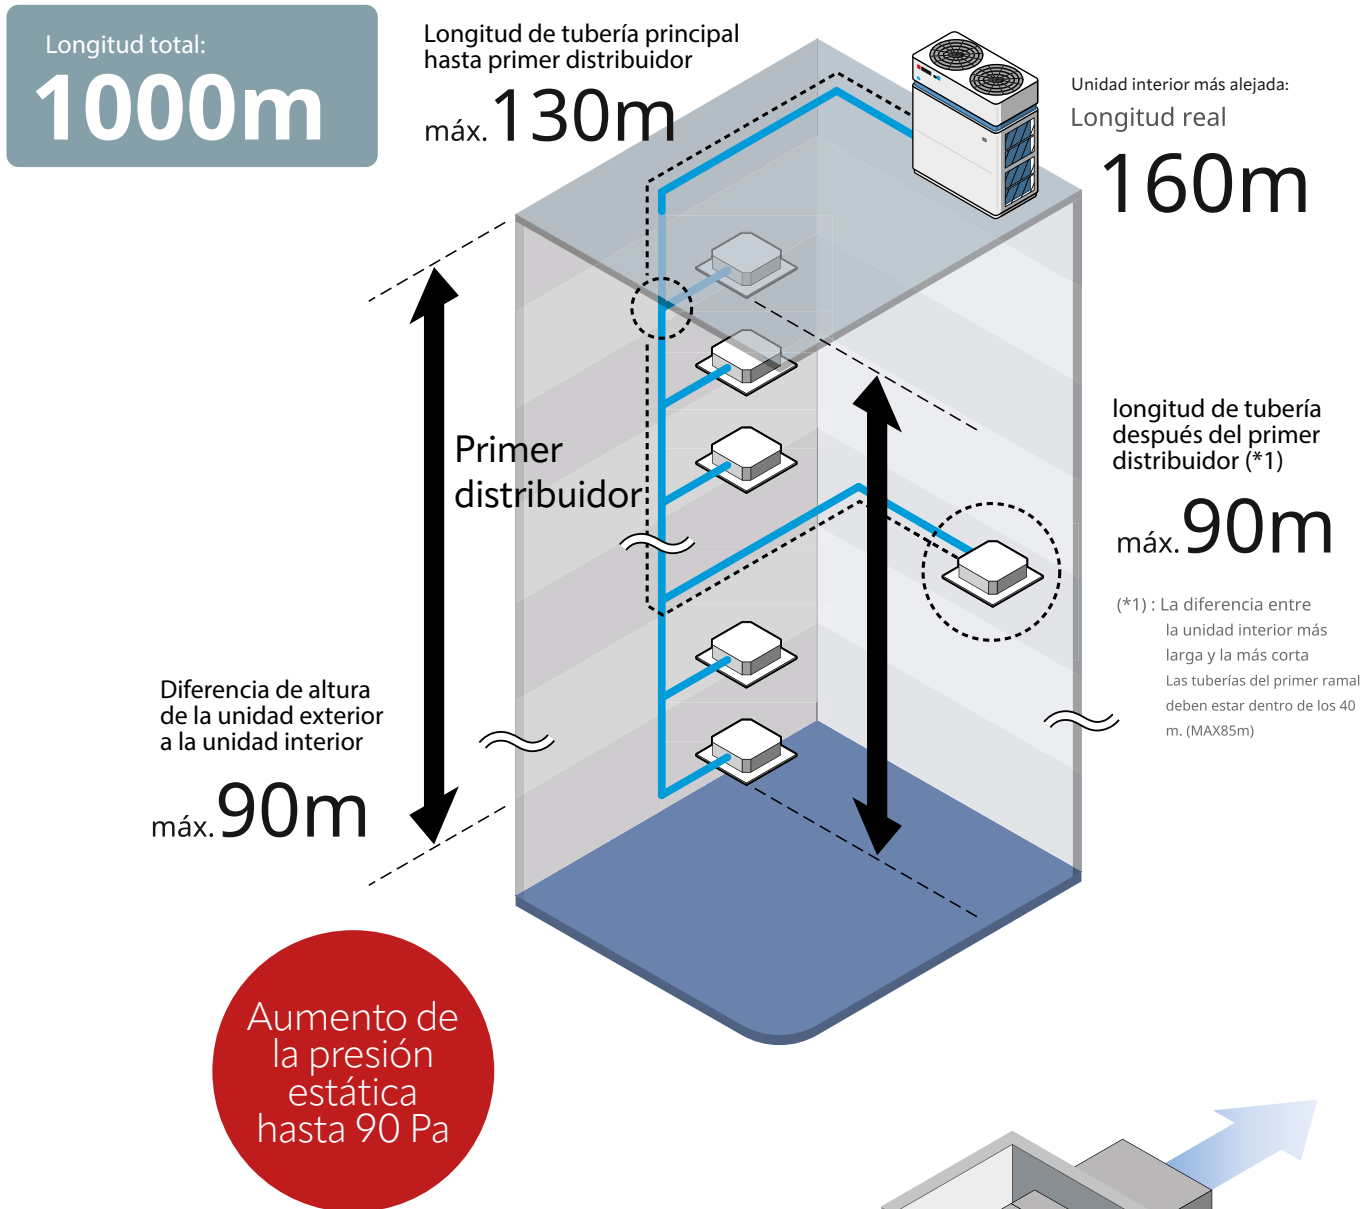 Longitud total:
1000m
Longitud de tubería principal
hasta primer distribuidor
máx. 130m
Unidad interior más alejada:
Longitud real
160m
Primer
distribuidor
longitud de tubería
después del primer
distribuidor (*1)
máx. 90m
(*1) : La diferencia entre
la unidad interior más
larga y la más corta
Las tuberías del primer ramal
deben estar dentro de los 40
m. (MAX85m)
Diferencia de altura
de la unidad exterior
a la unidad interior
máx. 90m
Aumento de
la presión
estática
hasta 90 Pa